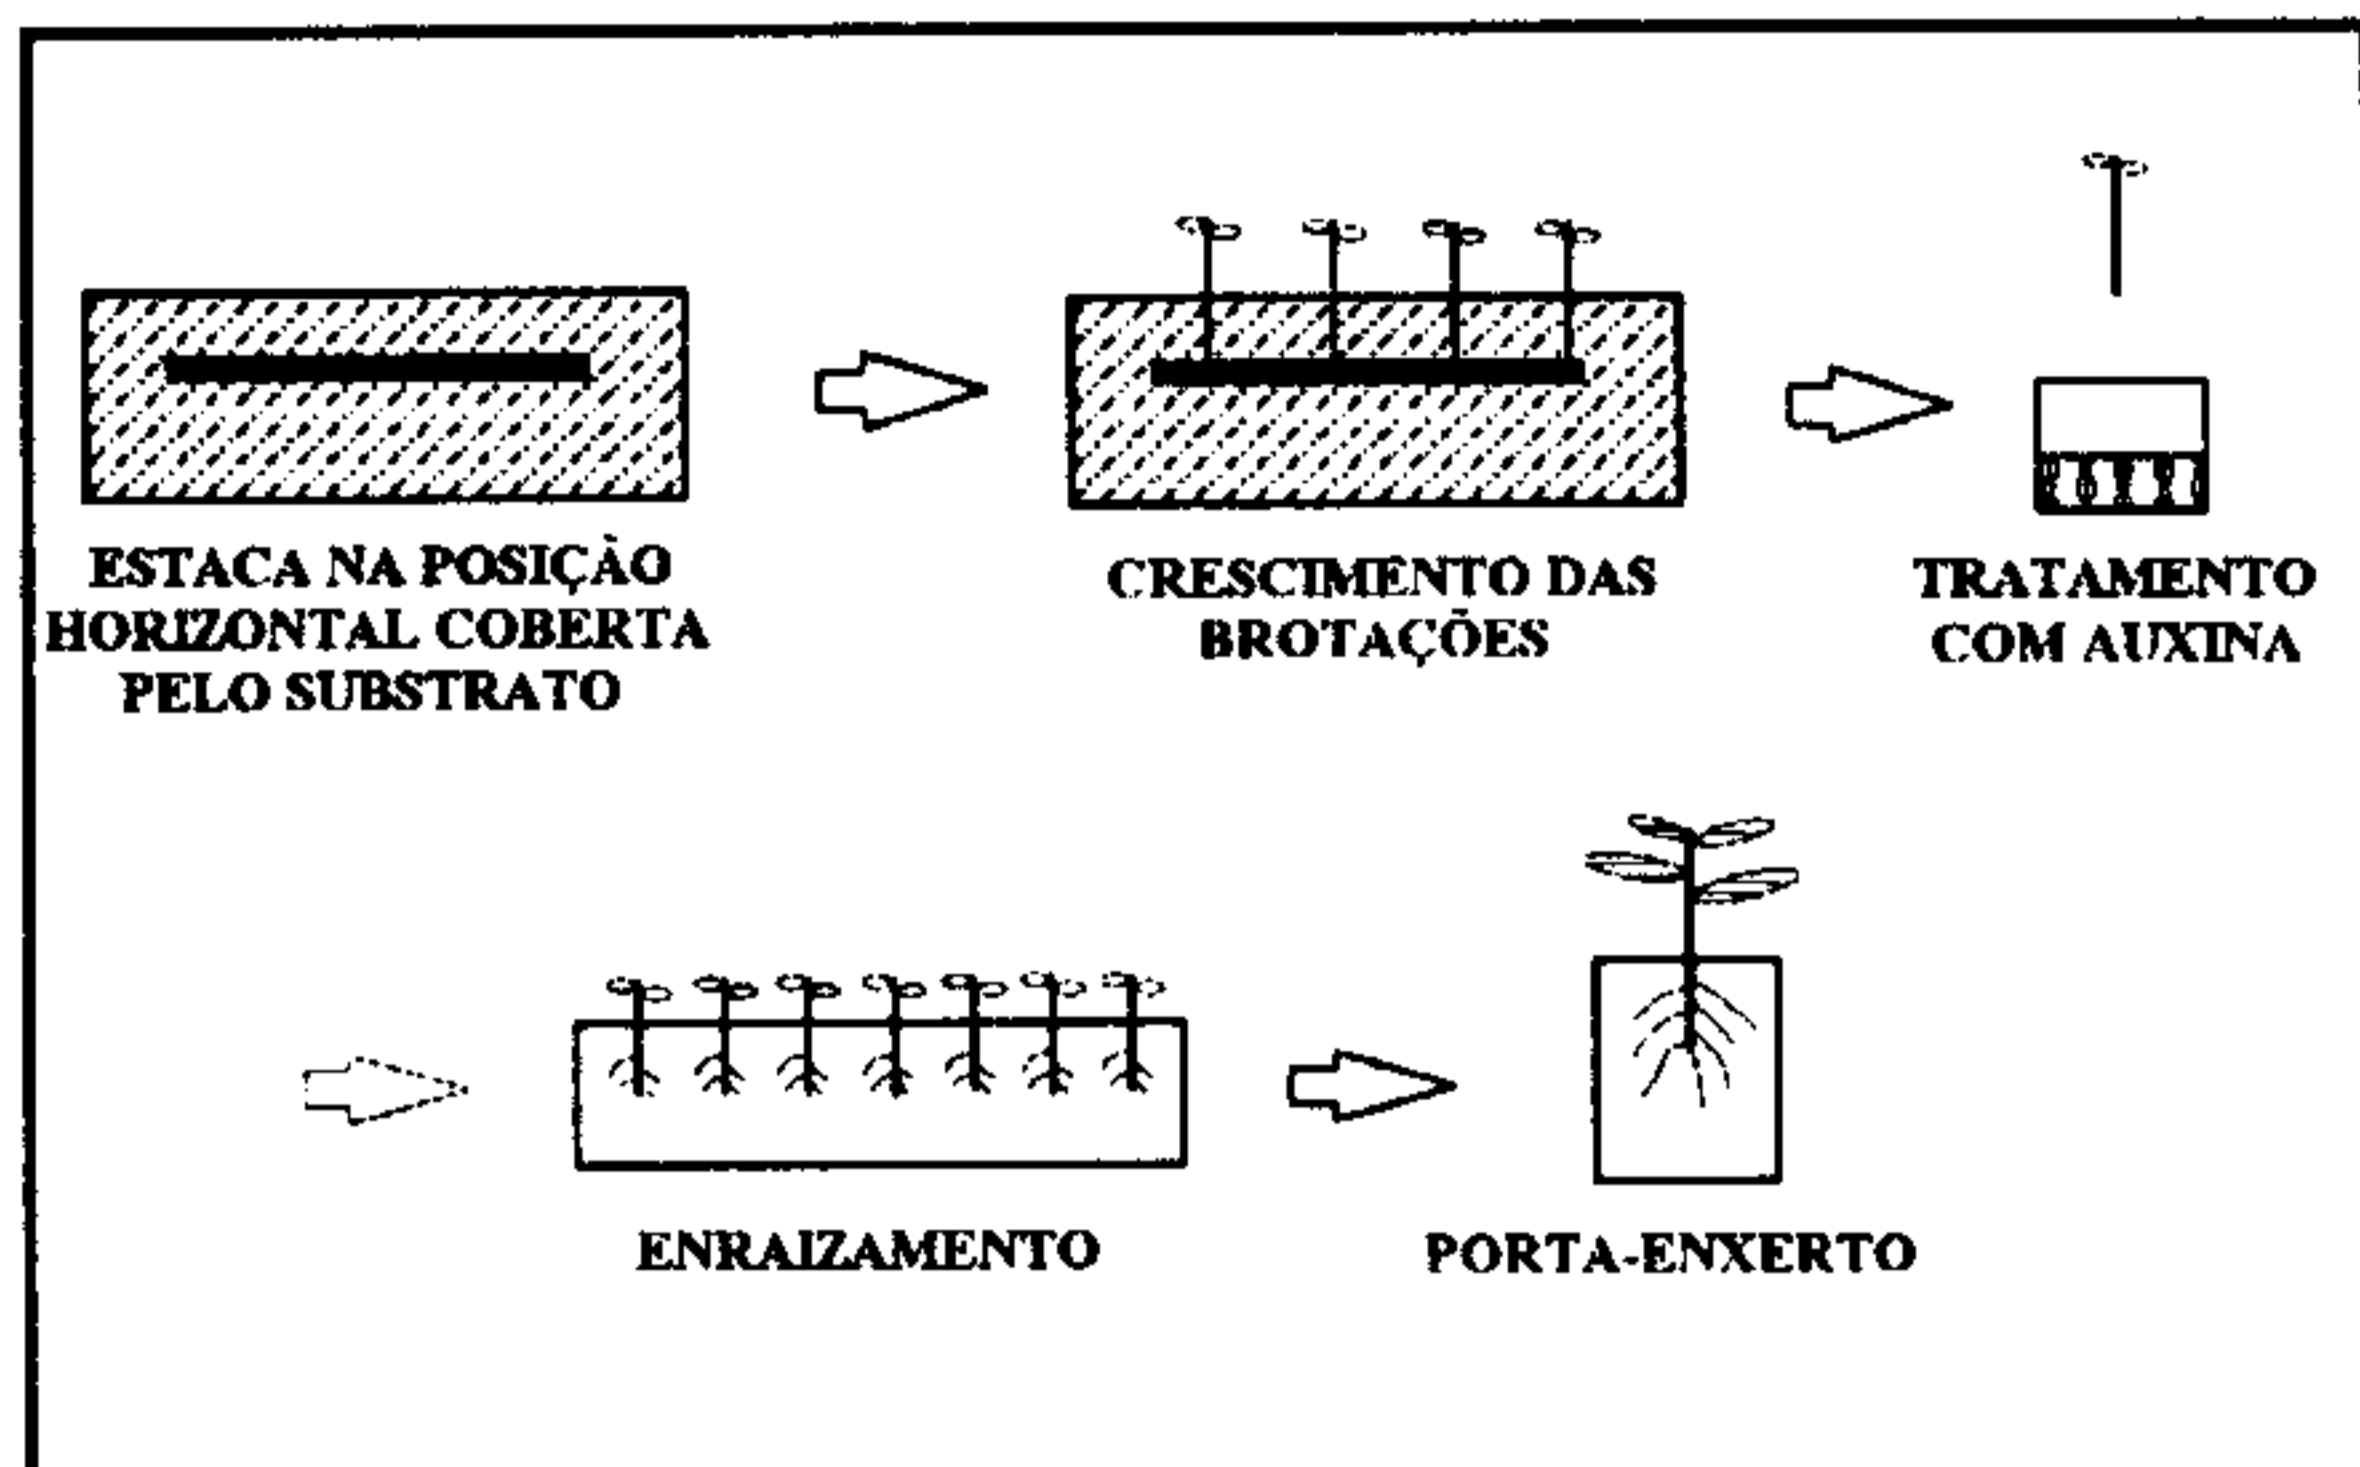 ESTACA NA POSIÇÃO
HORIZONTAL COBERTA
PELO SUBSTRATO
CRESCIMENTO DAS
BROTAÇÕES
TRATAMENTO
COM AUXINA
ENRAIZAMENTO
PORTA-ENXERTO